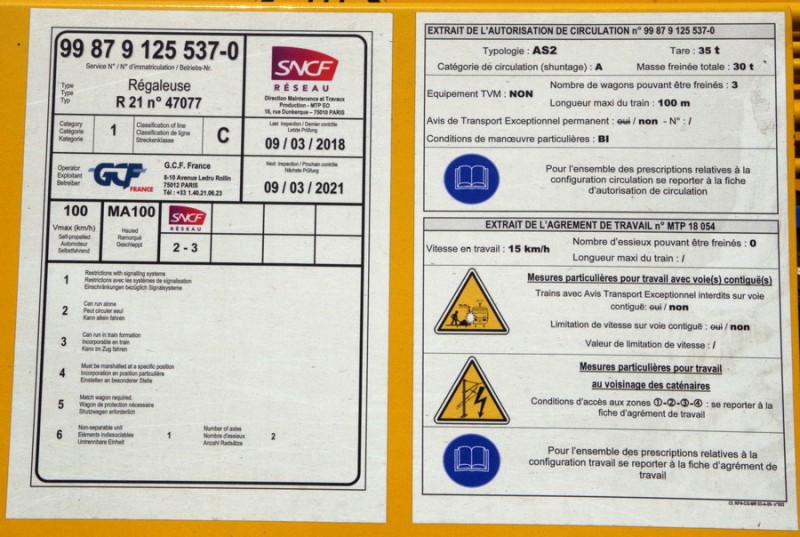 99 87 9 125 537-0
Service N° / N° d'immatriculation / Betriebs-Nr.
Type
Type
Typ
Régaleuse
R 21 n° 47077
SNCF
RÉSEAU
Direction Maintenance et Travaux
Production - MTP EO
18, rue Dunkerque – 75010 PARIS
Category
Catégorie
Kategorie
1
Classification of line
Classification de ligne
Streckenklasse
C
Last Inspection / Dernier contrôle
Letzte Prüfung
09 / 03 / 2018
Operator
Exploitant
Betreiber
GCF
FRANCE
G.C.F. France
8-10 Avenue Ledru Rollin
75012 PARIS
Tél : +33 1.40.21.06.23
Next Inspection / Prochain contrôle
Nächste Prüfung
09 / 03 / 2021
100
Vmax (km/h)
Self-propelled
Automoteur
Selbstfahrend
MA100
Hauled
Remorqué
Geschleppt
SNCF
RÉSEAU
2 - 3
1
Restrictions with signalling systems
Restrictions avec les systèmes de signalisation
Einschränkungen bezüglich Signalsysteme
2
Can run alone
Peut circuler seul
Kann allein fahren
3
Can run in train formation
Incorporable en train
Kann im Zug fahren
4
Must be marshalled at a specific position
Incorporation en position particulière
Einstellen an besonderer Stelle
5
Match wagon required.
Wagon de protection nécessaire
Shutzwagen erforderlich
6
Non-separable unit
Eléments indissociables
Untrennbare Einheit
1
Number of axles
Nombre d'essieux
Anzahl Radsätze
2
EXTRAIT DE L'AUTORISATION DE CIRCULATION n° 99 87 9 125 537-0
Typologie : AS2 Tare : 35 t
Catégorie de circulation (shuntage) : A Masse freinée totale : 30 t
Equipement TVM : NON
Nombre de wagons pouvant être freinés : 3
Longueur maxi du train : 100 m
Avis de Transport Exceptionnel permanent : oui / non - N° : /
Conditions de manœuvre particulières : BI
Pour l'ensemble des prescriptions relatives à la
configuration circulation se reporter à la fiche
d'autorisation de circulation
EXTRAIT DE L'AGREMENT DE TRAVAIL n° MTP 18 054
Vitesse en travail : 15 km/h
Nombre d'essieux pouvant être freinés : 0
Longueur maxi du train : /
Mesures particulières pour travail avec voie(s) contiguë(s)
Trains avec Avis Transport Exceptionnel interdits sur voie
contiguë: oui / non
Limitation de vitesse sur voie contiguë : oui / non
Valeur de limitation de vitesse : /
Mesures particulières pour travail
au voisinage des caténaires
Conditions d'accès aux zones ①-②-③-④ : se reporter à la
fiche d'agrément de travail
Pour l'ensemble des prescriptions relatives à la
configuration travail se reporter à la fiche d'agrément de
travail